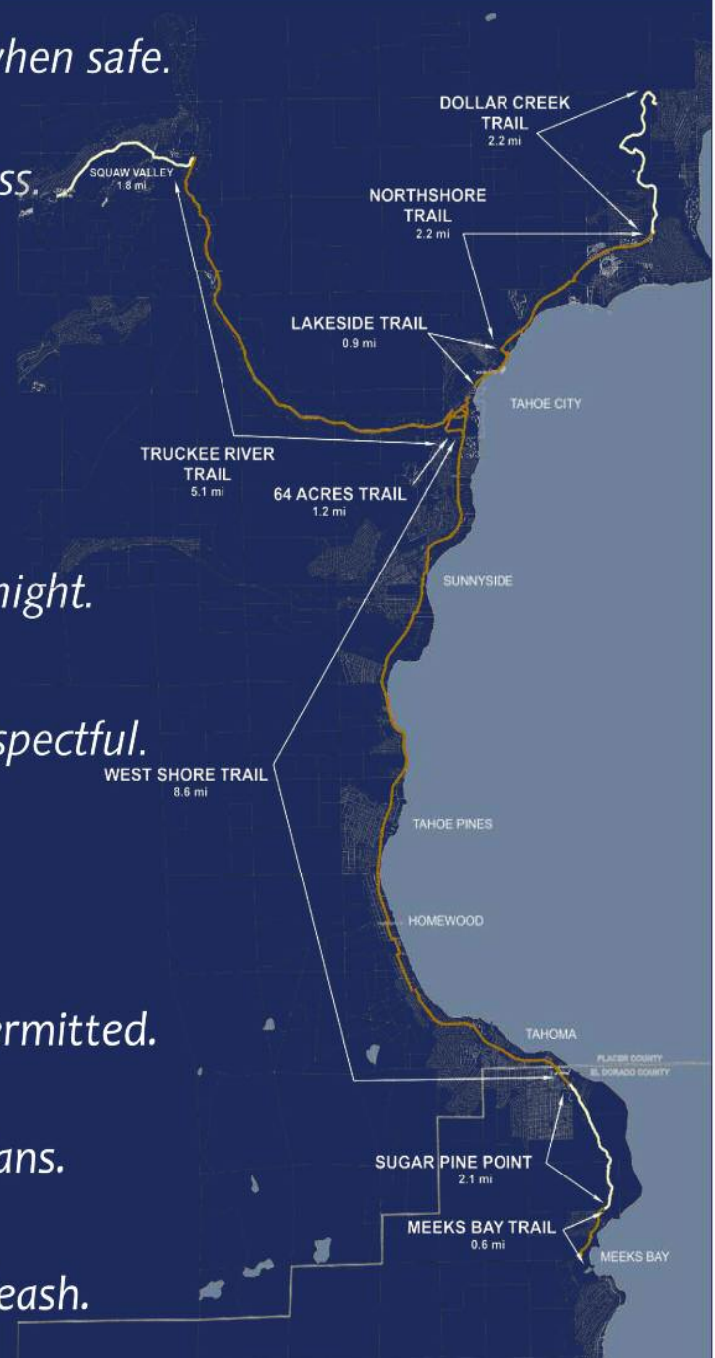 when safe.
DOLLAR CREEK
TRAIL
2.2 mi
ss.
SQUAW VALLEY
1.8 mi
NORTHSHORE
TRAIL
2.2 mi
LAKESIDE TRAIL
0.9 mi
TAHOE CITY
TRUCKEE RIVER
TRAIL
5.1 mi
64 ACRES TRAIL
1.2 mi
SUNNYSIDE
night.
spectful.
WEST SHORE TRAIL
8.6 mi
TAHOE PINES
HOMEWOOD
ermitted.
TAHOMA
PLACER COUNTY
EL DORADO COUNTY
ans.
SUGAR PINE POINT
2.1 mi
MEEKS BAY TRAIL
0.6 mi
MEEKS BAY
eash.